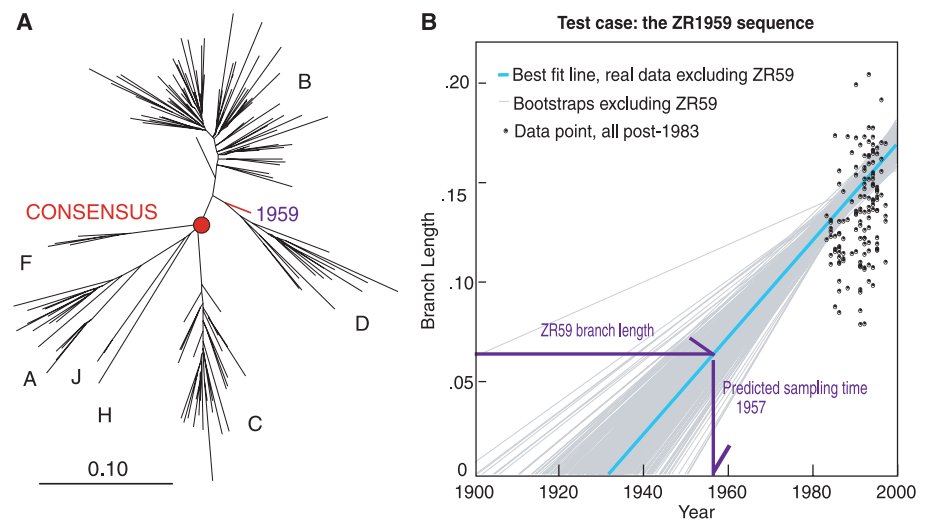 A
B
CONSENSUS
1959
F
D
A
J
H
C
0.10
B
Test case: the ZR1959 sequence
Best fit line, real data excluding ZR59
Bootstraps excluding ZR59
Data point, all post-1983
.20
.15
.10
.05
0
Branch Length
ZR59 branch length
Predicted sampling time
1957
1900
1920
1940
1960
1980
2000
Year